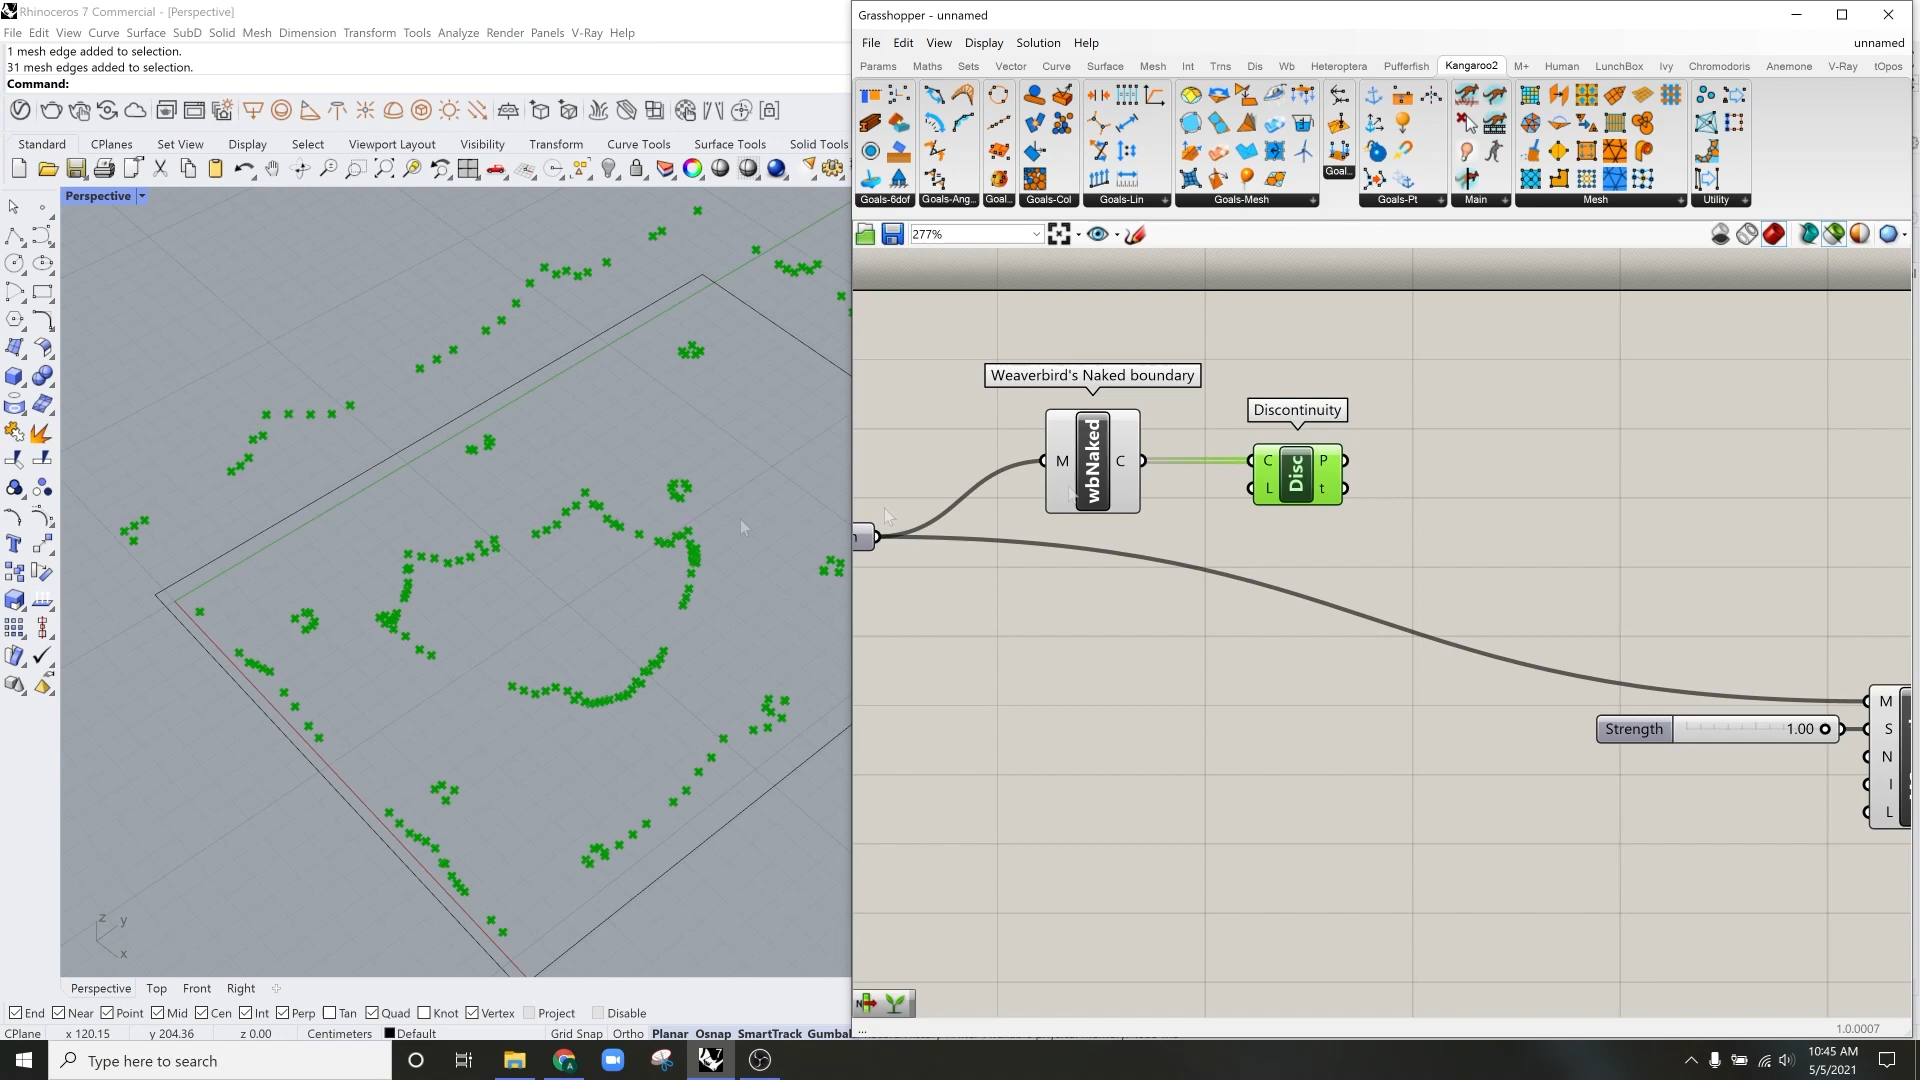 Rhinoceros 7 Commercial - [Perspective]
File Edit View Curve Surface SubD Solid Mesh Dimension Transform Tools Analyze Render Panels V-Ray Help
1 mesh edge added to selection.
31 mesh edges added to selection.
Command:
Standard CPlanes Set View Display Select Viewport Layout Visibility Transform Curve Tools Surface Tools Solid Tools
Perspective
z y
x
Perspective Top Front Right
End Near Point Mid Cen Int Perp Tan Quad Knot Vertex Project Disable
CPlane x 120.15 y 204.36 z 0.00 Centimeters Default Grid Snap Ortho Planar Osnap SmartTrack Gumbal
Grasshopper - unnamed
File Edit View Display Solution Help unnamed
Params Maths Sets Vector Curve Surface Mesh Int Trns Dis Wb Heteroptera Pufferfish Kangaroo2 M+ Human LunchBox Ivy Chromodoris Anemone V-Ray tOpos
Goal...
Goals-6dof Goals-Ang... Goal... Goals-Col Goals-Lin Goals-Mesh Goals-Pt Main Mesh Utility
277%
Weaverbird's Naked boundary
Discontinuity
M wbNaked C
C Disc P
L t
Strength 1.00
M
S
N
I
L
...
1.0.0007
Type here to search
10:45 AM
5/5/2021